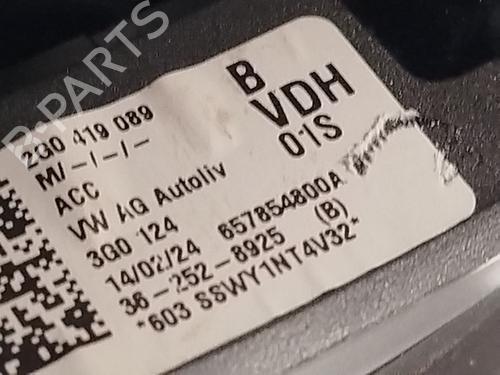 B-PARTS
2G0 419 089 B
M/-/-/- VDH
ACC 01S
VW AG Autoliv
3G0 124
14/02/24 657854800A
36-252-8925 (B)
*603 SSWY1NT4V32*